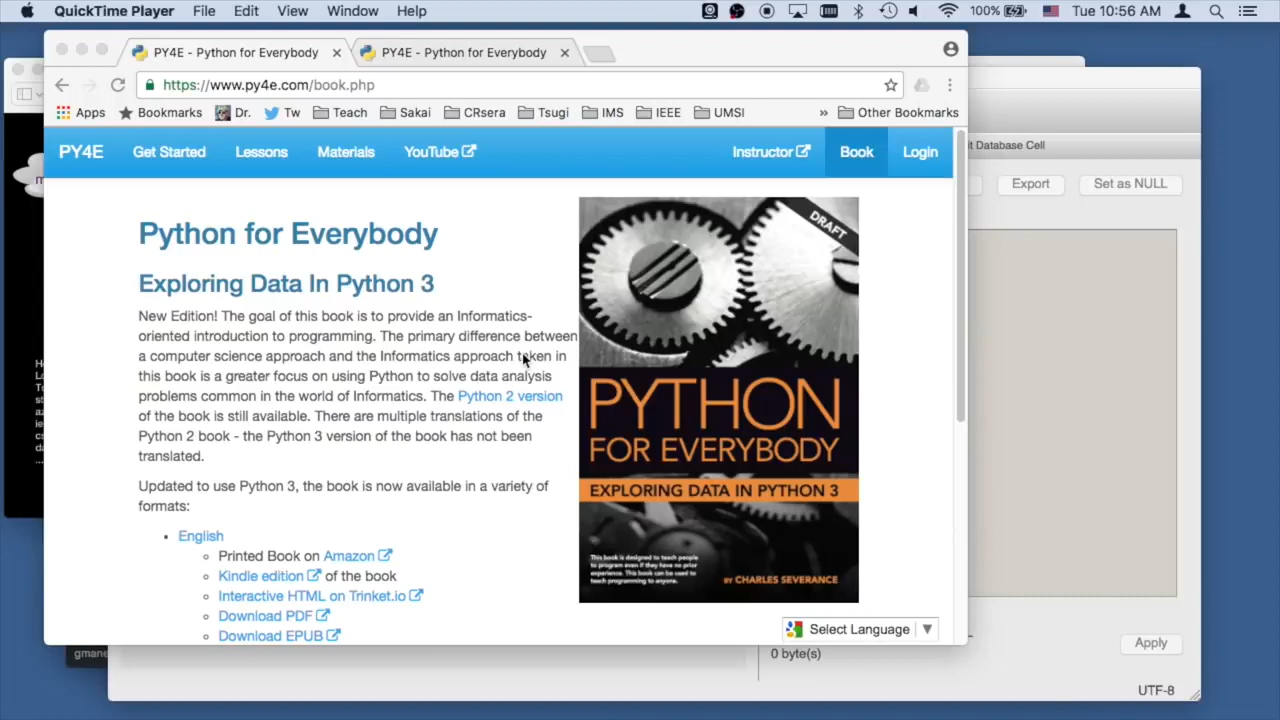 QuickTime Player File Edit View Window Help 100% Tue 10:56 AM
PY4E - Python for Everybody PY4E - Python for Everybody
https://www.py4e.com/book.php
Apps Bookmarks Dr. Tw Teach Sakai CRsera Tsugi IMS IEEE UMSI » Other Bookmarks
PY4E Get Started Lessons Materials YouTube Instructor Book Login
t Database Cell
Export Set as NULL
Python for Everybody
Exploring Data In Python 3
New Edition! The goal of this book is to provide an Informatics-
oriented introduction to programming. The primary difference between
a computer science approach and the Informatics approach taken in
this book is a greater focus on using Python to solve data analysis
problems common in the world of Informatics. The Python 2 version
of the book is still available. There are multiple translations of the
Python 2 book - the Python 3 version of the book has not been
translated.
Updated to use Python 3, the book is now available in a variety of
formats:
English
Printed Book on Amazon
Kindle edition of the book
Interactive HTML on Trinket.io
Download PDF
Download EPUB
DRAFT
PYTHON
FOR EVERYBODY
EXPLORING DATA IN PYTHON 3
This book is designed to teach people
to program even if they have no prior
experience. This book can be used to
teach programming to anyone.
BY CHARLES SEVERANCE
Select Language ▼
gmane
0 byte(s)
Apply
UTF-8